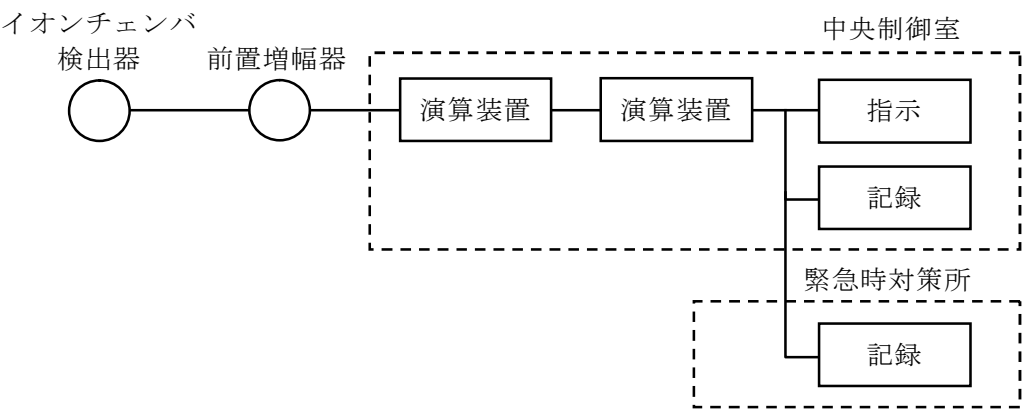 イオンチェンバ
検出器
前置増幅器
中央制御室
演算装置
演算装置
指示
記録
緊急時対策所
記録